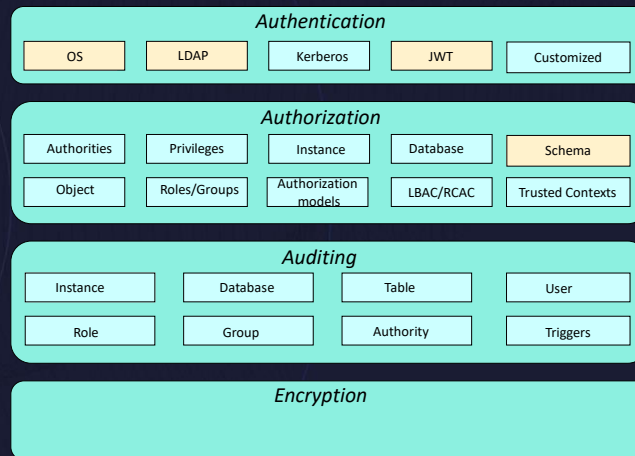 Authentication
OS
LDAP
Kerberos
JWT
Customized
Authorization
Authorities
Privileges
Instance
Database
Schema
Object
Roles/Groups
Authorization
models
LBAC/RCAC
Trusted Contexts
Auditing
Instance
Database
Table
User
Role
Group
Authority
Triggers
Encryption